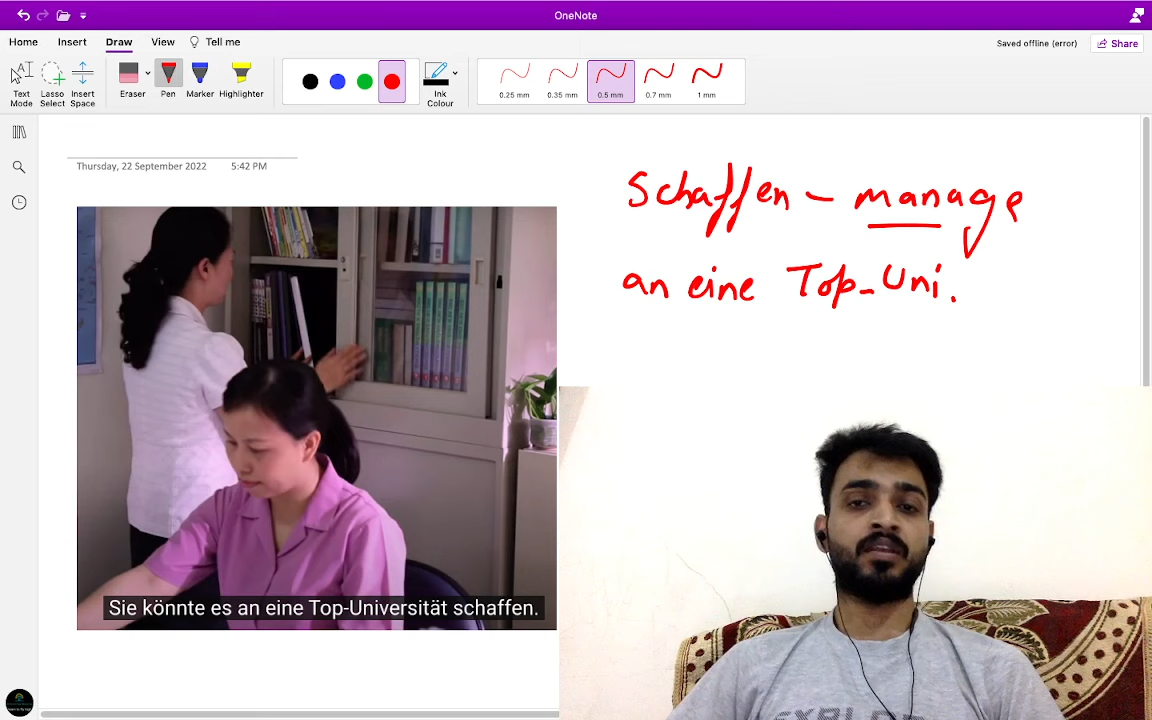 OneNote
Home Insert Draw View Tell me
Saved offline (error)
Share
Text Mode
Lasso Select
Insert Space
Eraser
Pen
Marker
Highlighter
Ink Colour
0.25 mm
0.35 mm
0.5 mm
0.7 mm
1 mm
Thursday, 22 September 2022 5:42 PM
Schaffen – manage
an eine Top-Uni.
Sie könnte es an eine Top-Universität schaffen.